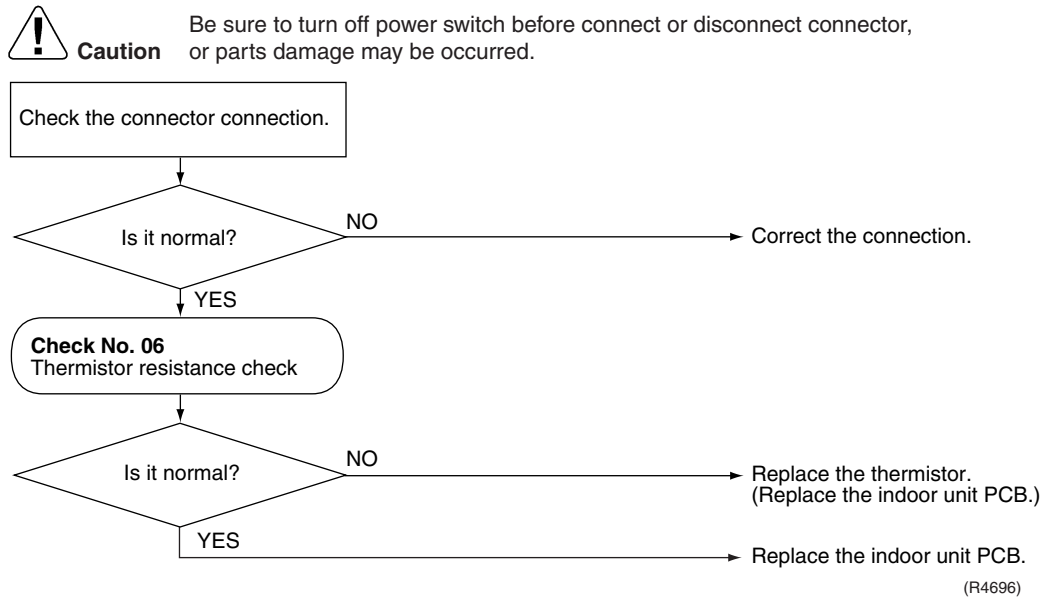 Be sure to turn off power switch before connect or disconnect connector,
Caution or parts damage may be occurred.
Check the connector connection.
NO
Is it normal?
Correct the connection.
YES
Check No. 06
Thermistor resistance check
NO
Is it normal?
Replace the thermistor.
(Replace the indoor unit PCB.)
YES
Replace the indoor unit PCB.
(R4696)